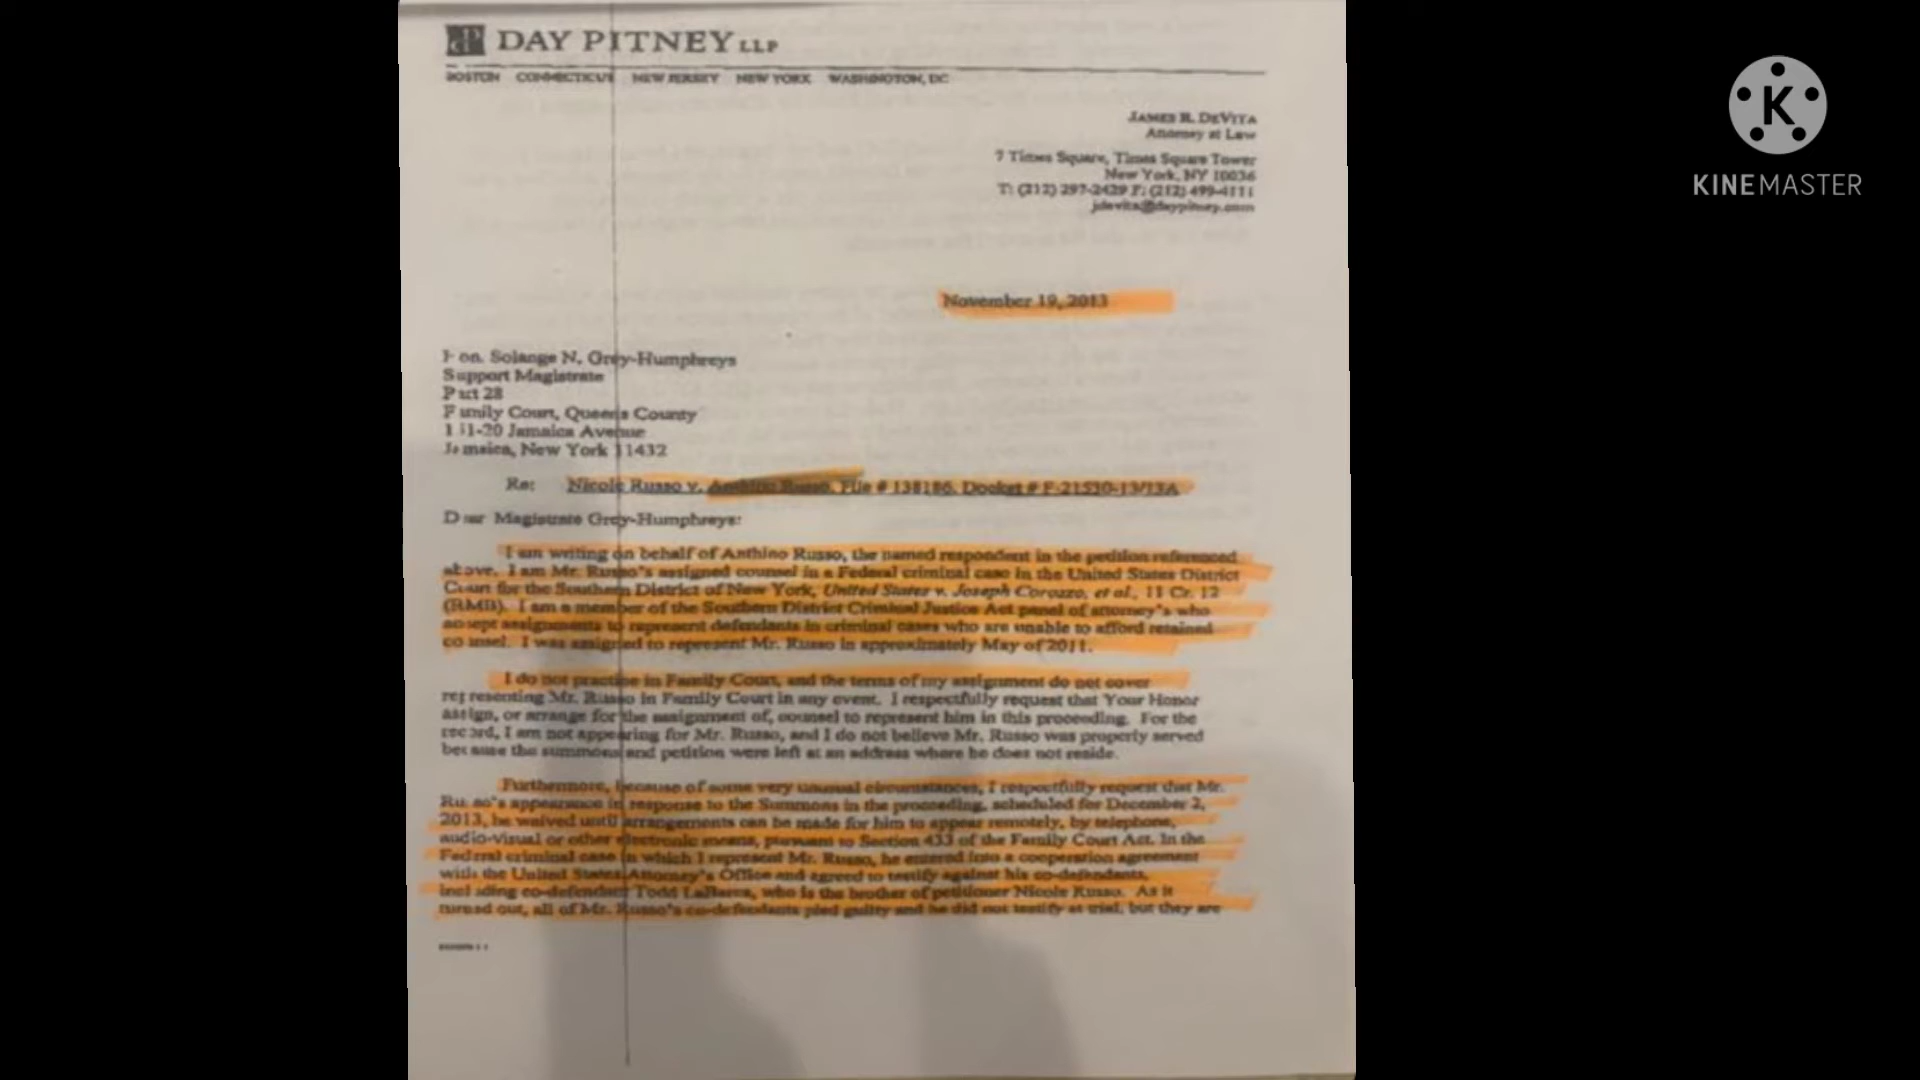 DAY PITNEY LLP
BOSTON CONNECTICUT NEW JERSEY NEW YORK WASHINGTON, DC
JAMES R. DEVITA
Attorney at Law
7 Times Square, Times Square Tower
New York, NY 10036
T: (212) 297-2429 F: (212) 499-4111
jdevita@daypitney.com
KINEMASTER
November 19, 2013
Hon. Solange N. Grey-Humphreys
Support Magistrate
Part 28
Family Court, Queens County
151-20 Jamaica Avenue
Jamaica, New York 11432
Re: Nicole Russo v. Anthino Russo, File # 138186, Docket # F-21530-13/13A
Dear Magistrate Grey-Humphreys:
I am writing on behalf of Anthino Russo, the named respondent in the petition referenced
above. I am Mr. Russo's assigned counsel in a Federal criminal case in the United States District
Court for the Southern District of New York, United States v. Joseph Corozzo, et al., 11 Cr. 12
(RMB). I am a member of the Southern District Criminal Justice Act panel of attorney's who
accept assignments to represent defendants in criminal cases who are unable to afford retained
counsel. I was assigned to represent Mr. Russo in approximately May of 2011.
I do not practise in Family Court, and the terms of my assignment do not cover
representing Mr. Russo in Family Court in any event. I respectfully request that Your Honor
assign, or arrange for the assignment of, counsel to represent him in this proceeding. For the
record, I am not appearing for Mr. Russo, and I do not believe Mr. Russo was properly served
because the summons and petition were left at an address where he does not reside.
Furthermore, because of some very unusual circumstances, I respectfully request that Mr.
Russo's appearance in response to the Summons in the proceeding, scheduled for December 2,
2013, be waived until arrangements can be made for him to appear remotely, by telephone,
audio-visual or other electronic means, pursuant to Section 433 of the Family Court Act. In the
Federal criminal case in which I represent Mr. Russo, he entered into a cooperation agreement
with the United States Attorney's Office and agreed to testify against his co-defendants,
including co-defendant Todd LaBarca, who is the brother of petitioner Nicole Russo. As it
turned out, all of Mr. Russo's co-defendants pled guilty and he did not testify at trial, but they are